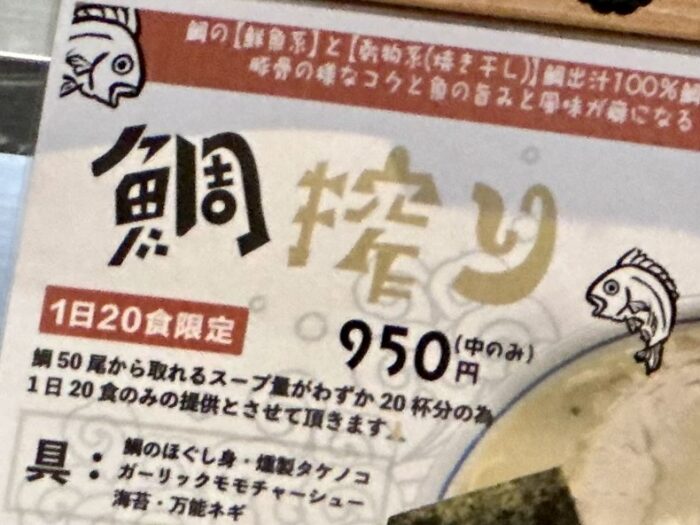 鯛の【鮮魚系】と【乾物系(焼き干し)】鯛出汁100%
豚骨の様なコクと魚の旨みと風味が癖になる
鯛搾り
1日20食限定
950円(中のみ)
鯛50尾から取れるスープ量がわずか20杯分の為
1日20食のみの提供とさせて頂きます
具：
鯛のほぐし身・燻製タケノコ
ガーリックモモチャーシュー
海苔・万能ネギ